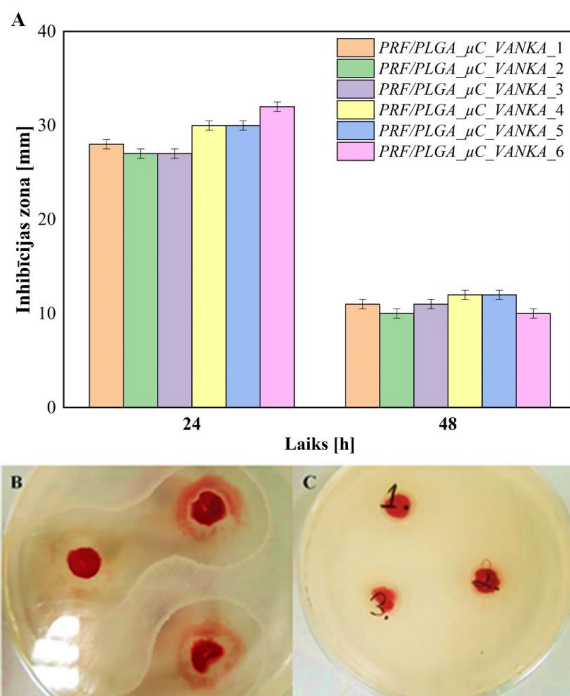 A
Inhibīcijas zona [mm]
40
30
20
10
0
PRF/PLGA_µC_VANKA_1
PRF/PLGA_µC_VANKA_2
PRF/PLGA_µC_VANKA_3
PRF/PLGA_µC_VANKA_4
PRF/PLGA_µC_VANKA_5
PRF/PLGA_µC_VANKA_6
24
48
Laiks [h]
B
C
1.
2
3.